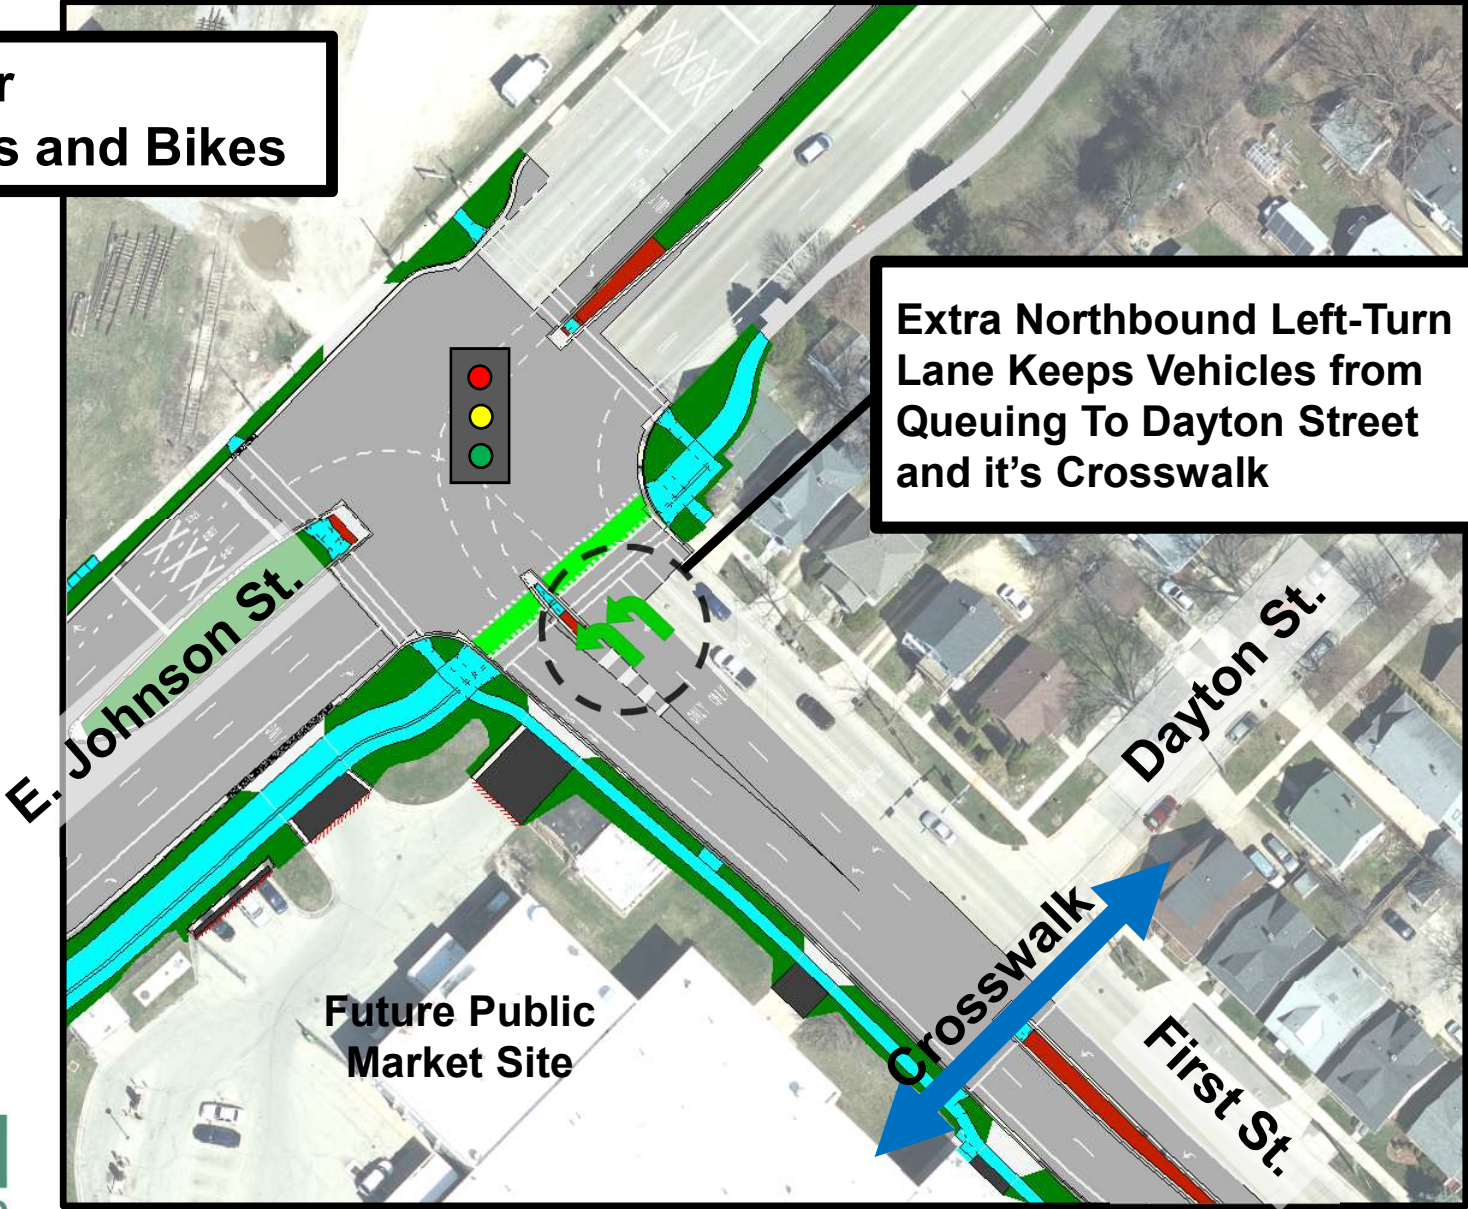 r
s and Bikes
Extra Northbound Left-Turn
Lane Keeps Vehicles from
Queuing To Dayton Street
and it's Crosswalk
E. Johnson St.
Dayton St.
Crosswalk
First St.
Future Public
Market Site